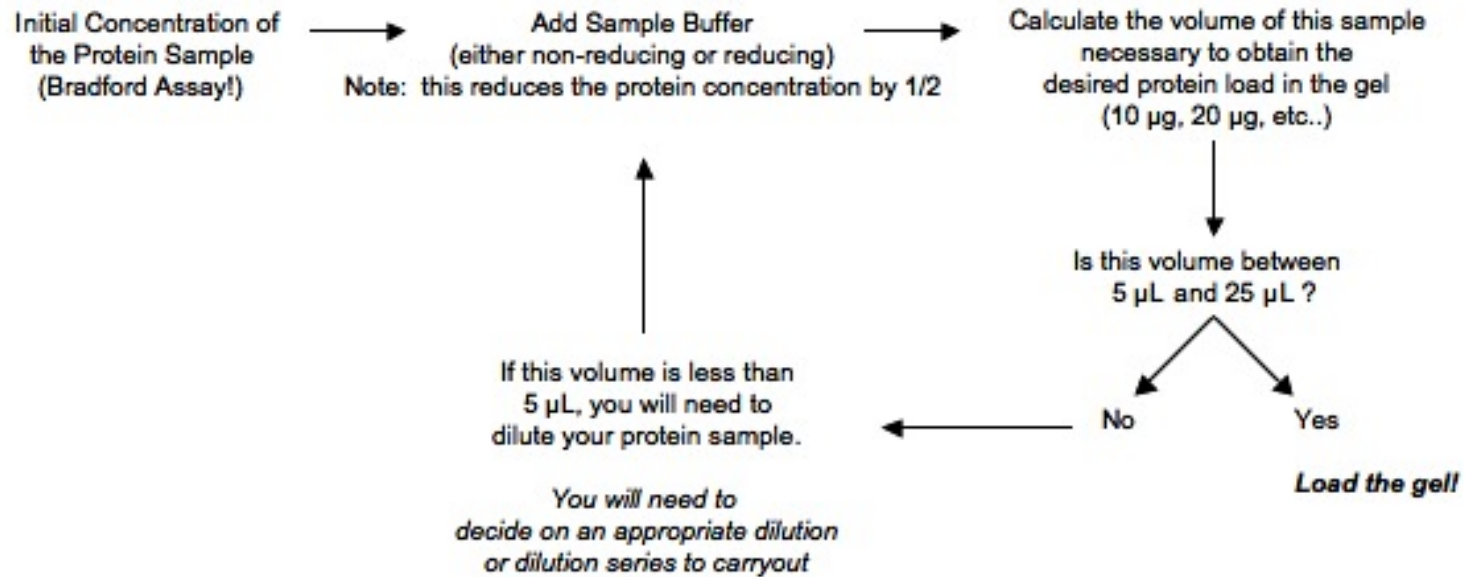 Initial Concentration of
the Protein Sample
(Bradford Assay!)
Add Sample Buffer
(either non-reducing or reducing)
Note:  this reduces the protein concentration by 1/2
Calculate the volume of this sample
necessary to obtain the
desired protein load in the gel
(10 µg, 20 µg, etc..)
Is this volume between
5 µL and 25 µL ?
No
Yes
Load the gel!
If this volume is less than
5 µL, you will need to
dilute your protein sample.
You will need to
decide on an appropriate dilution
or dilution series to carryout